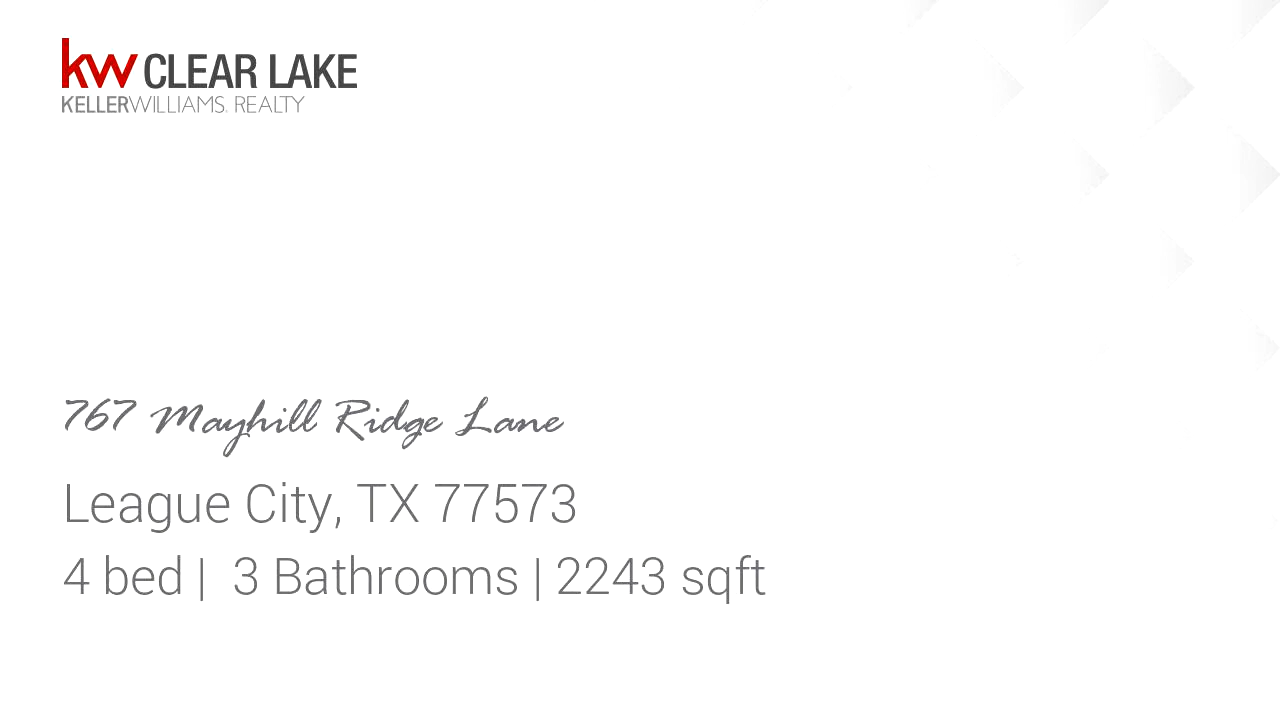 kw CLEAR LAKE
KELLERWILLIAMS. REALTY
767 Mayhill Ridge Lane
League City, TX 77573
4 bed | 3 Bathrooms | 2243 sqft